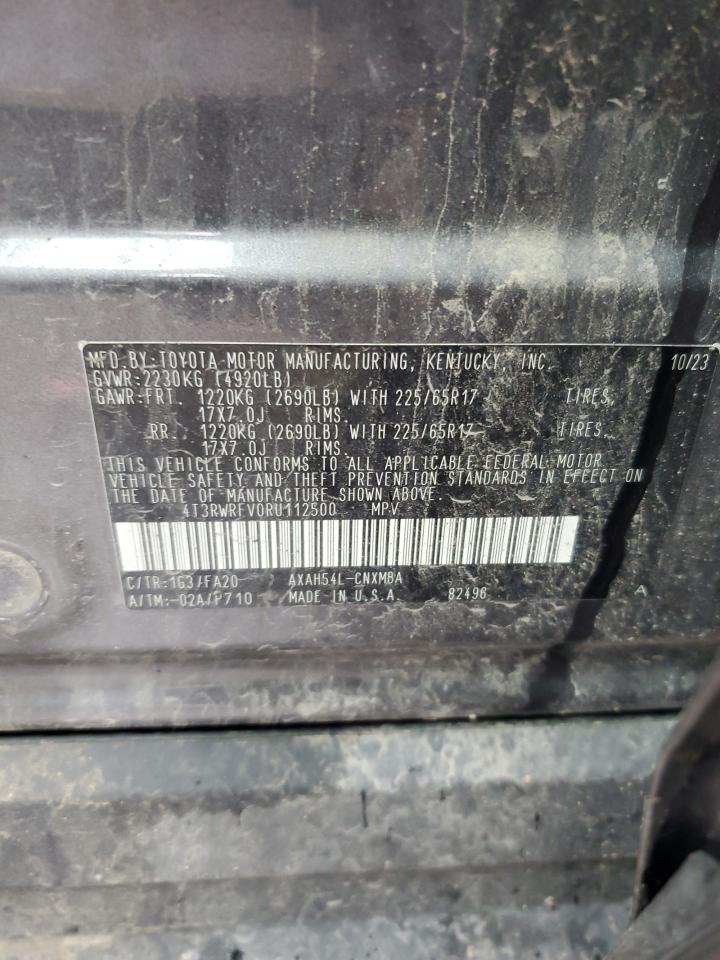 MFD.BY:TOYOTA MOTOR MANUFACTURING, KENTUCKY, INC. 10/23
GVWR:2230KG (4920LB)
GAWR:FRT. 1220KG (2690LB) WITH 225/65R17 TIRES,
17X7.0J RIMS.
RR. 1220KG (2690LB) WITH 225/65R17 TIRES,
17X7.0J RIMS.
THIS VEHICLE CONFORMS TO ALL APPLICABLE FEDERAL MOTOR
VEHICLE SAFETY AND THEFT PREVENTION STANDARDS IN EFFECT ON
THE DATE OF MANUFACTURE SHOWN ABOVE.
4T3RWRFV0RU112500 MPV
C/TR:1G3/FA20 AXAH54L-CNXMBA
A/TM:-02A/P710 MADE IN U.S.A. 82496 A